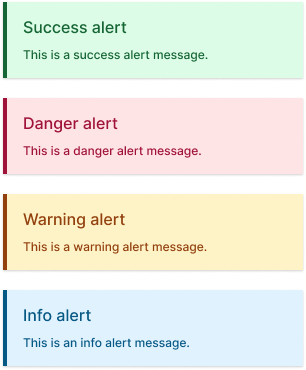 Success alert
This is a success alert message.
Danger alert
This is a danger alert message.
Warning alert
This is a warning alert message.
Info alert
This is an info alert message.